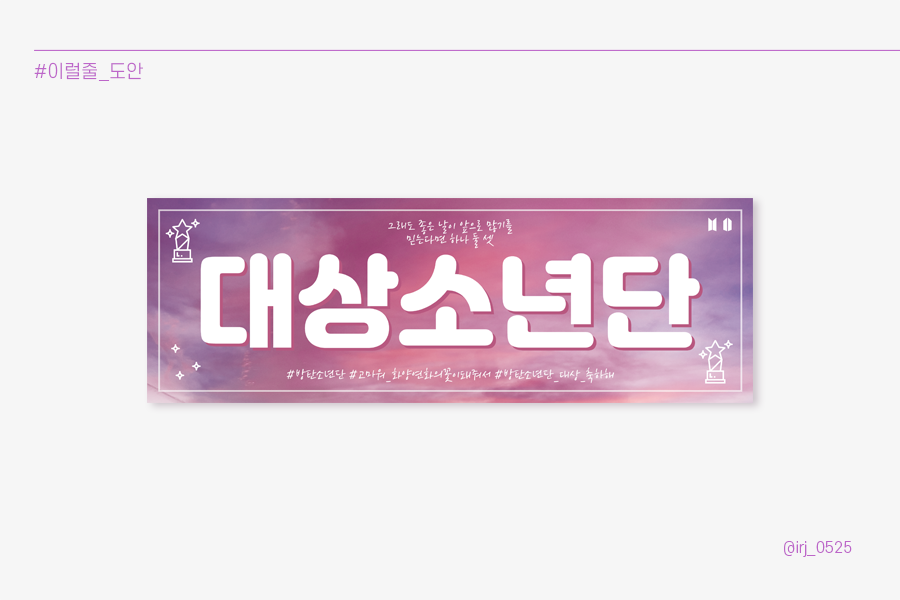 #이럴줄_도안
그래도 좋은 날이 앞으로 많기를
믿는다면 하나 둘 셋
대상소년단
#방탄소년단 #고마워_화양연화의꽃이돼줘서 #방탄소년단_대상_축하해
@irj_0525